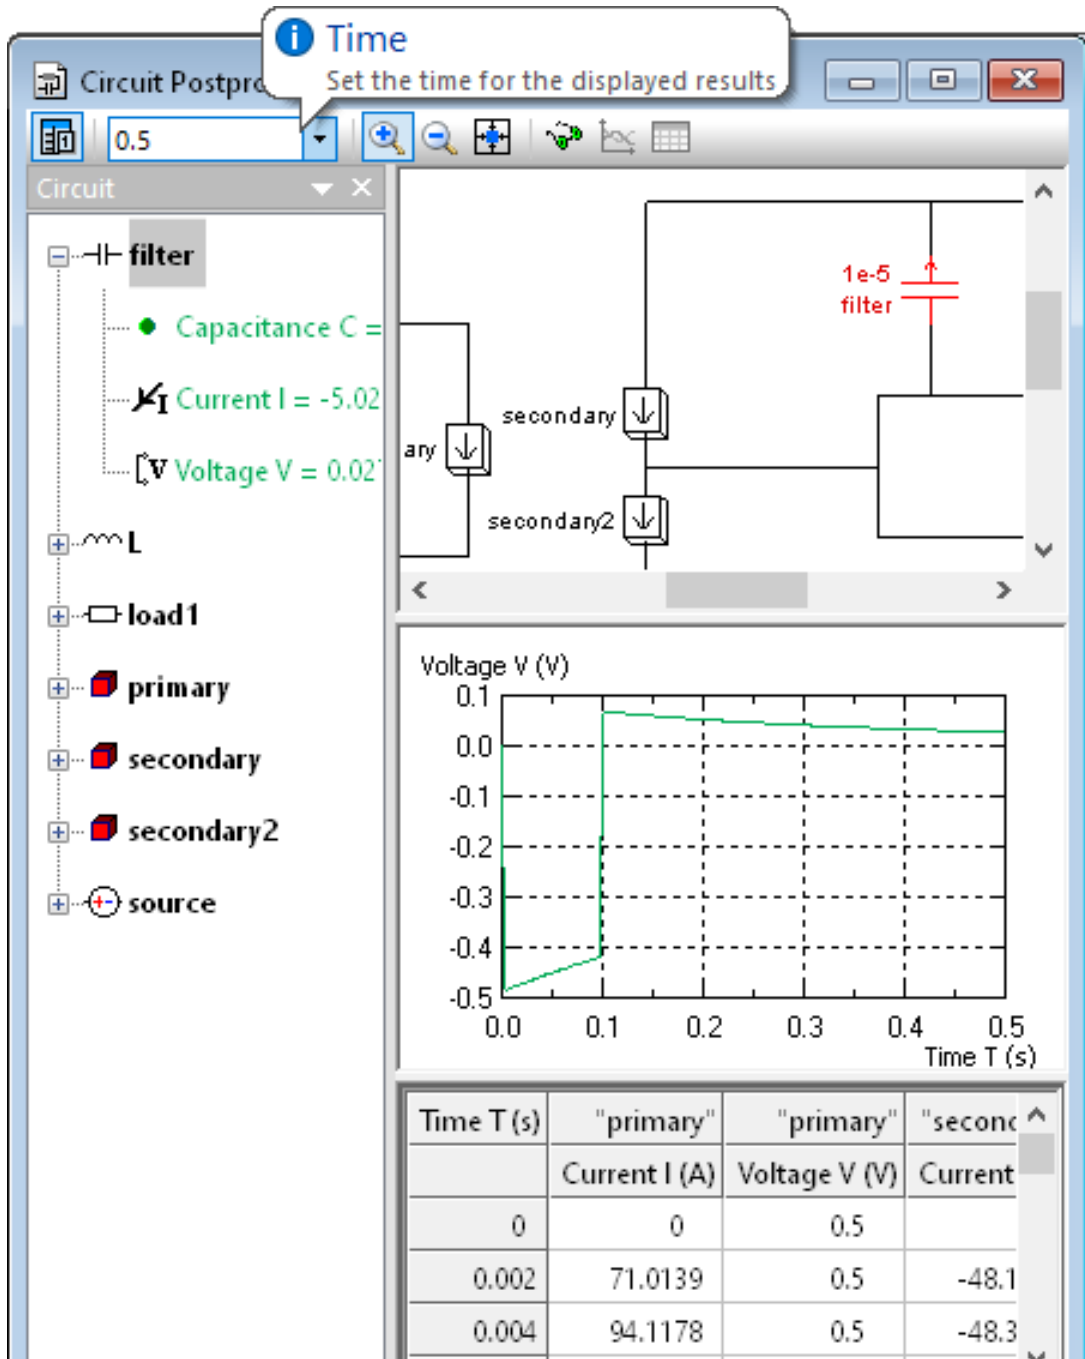 Time
Set the time for the displayed results
Circuit Postpro
0.5
Circuit
filter
Capacitance C =
Current I = -5.02
Voltage V = 0.02
L
load1
primary
secondary
secondary2
source
1e-5
filter
secondary
ary
secondary2
Voltage V (V)
0.1
0.0
-0.1
-0.2
-0.3
-0.4
-0.5
0.0 0.1 0.2 0.3 0.4 0.5
Time T (s)
Time T (s) "primary" "primary" "second
Current I (A) Voltage V (V) Current
0 0 0.5
0.002 71.0139 0.5 -48.1
0.004 94.1178 0.5 -48.3